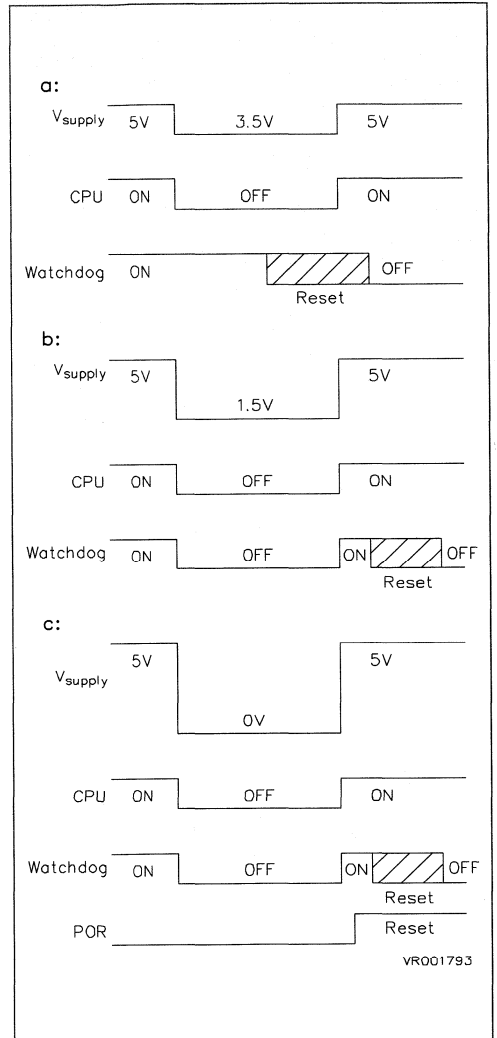 a:
Vsupply 5V 3.5V 5V
CPU ON OFF ON
Watchdog ON OFF
Reset
b:
Vsupply 5V 5V
1.5V
CPU ON OFF ON
Watchdog ON OFF ON OFF
Reset
c:
5V 5V
Vsupply
0V
CPU ON OFF ON
Watchdog ON OFF ON OFF
Reset
POR Reset
VR001793